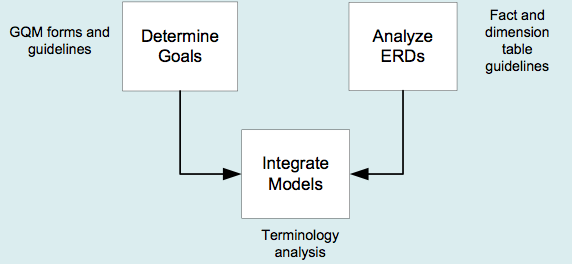 GQM forms and
guidelines
Determine
Goals
Analyze
ERDs
Fact and
dimension
table
guidelines
Integrate
Models
Terminology
analysis